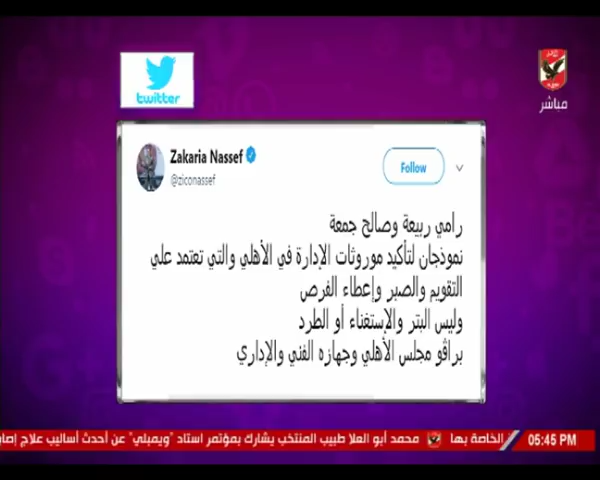 twitter
مباشر
Zakaria Nassef
@ziconassef
Follow
رامي ربيعة وصالح جمعة
نموذجان لتأكيد موروثات الإدارة في الأهلي والتي تعتمد علي
التقويم والصبر وإعطاء الفرص
وليس البتر والإستغناء أو الطرد
براڤو مجلس الأهلي وجهازه الفني والإداري
05:45 PM
الخاصة بها
محمد أبو العلا طبيب المنتخب يشارك بمؤتمر استاد "ويمبلي" عن أحدث أساليب علاج